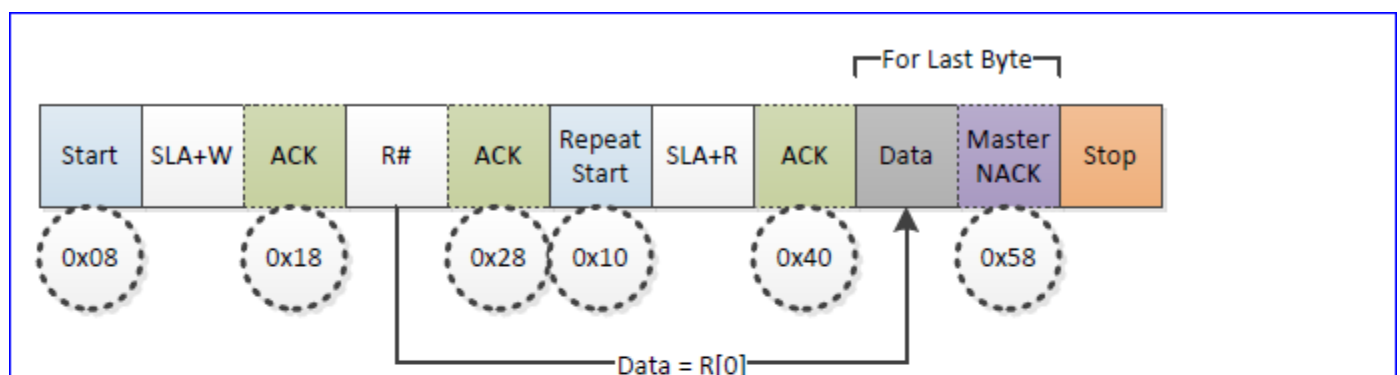 For Last Byte
Start
SLA+W
ACK
R#
ACK
Repeat
Start
SLA+R
ACK
Data
Master
NACK
Stop
0x08
0x18
0x28
0x10
0x40
0x58
Data = R[0]